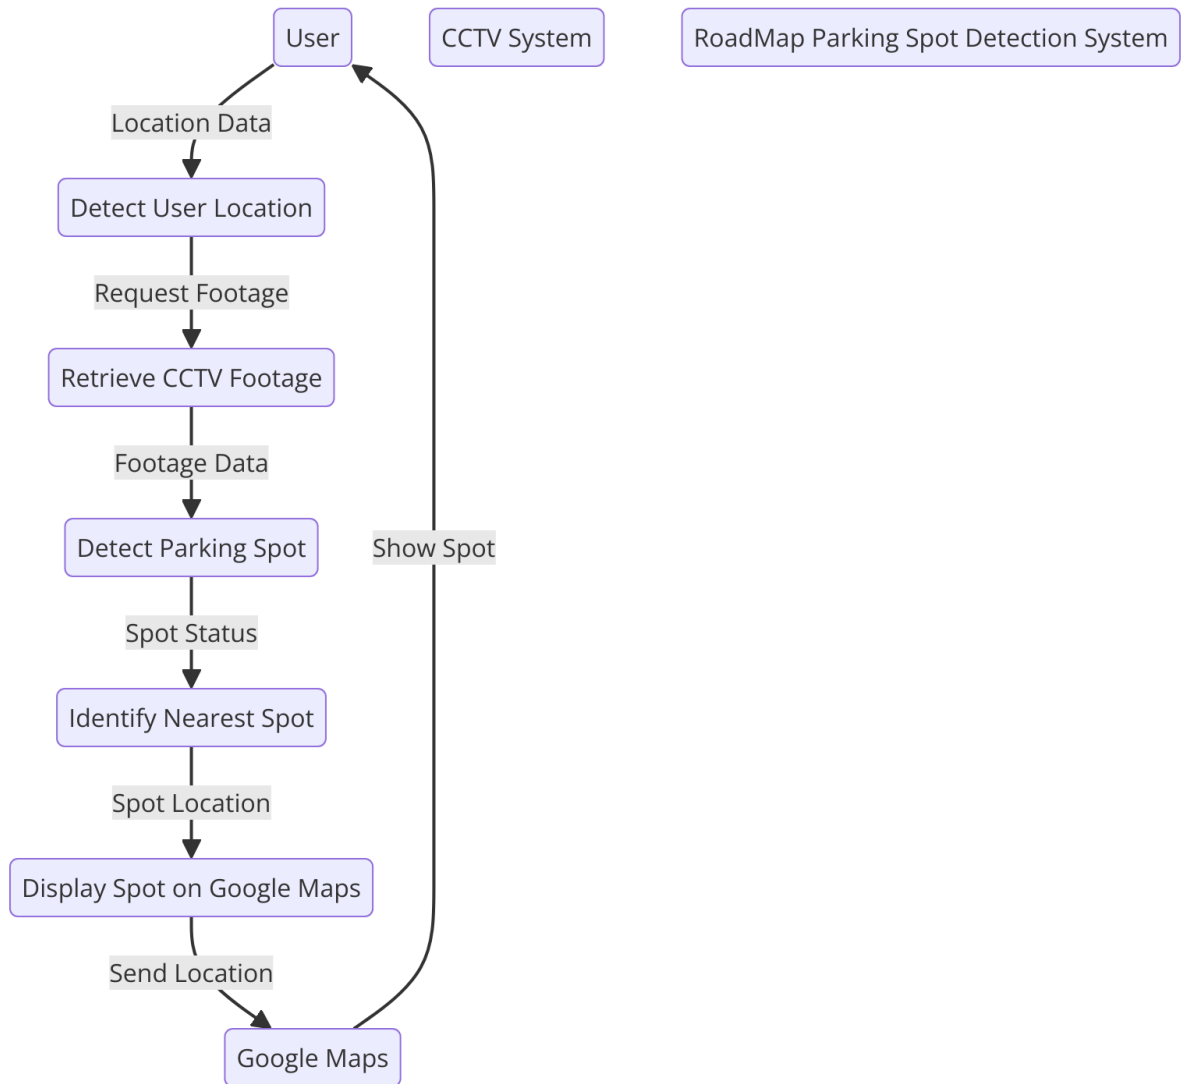 User
CCTV System
RoadMap Parking Spot Detection System
Location Data
Detect User Location
Request Footage
Retrieve CCTV Footage
Footage Data
Detect Parking Spot
Show Spot
Spot Status
Identify Nearest Spot
Spot Location
Display Spot on Google Maps
Send Location
Google Maps